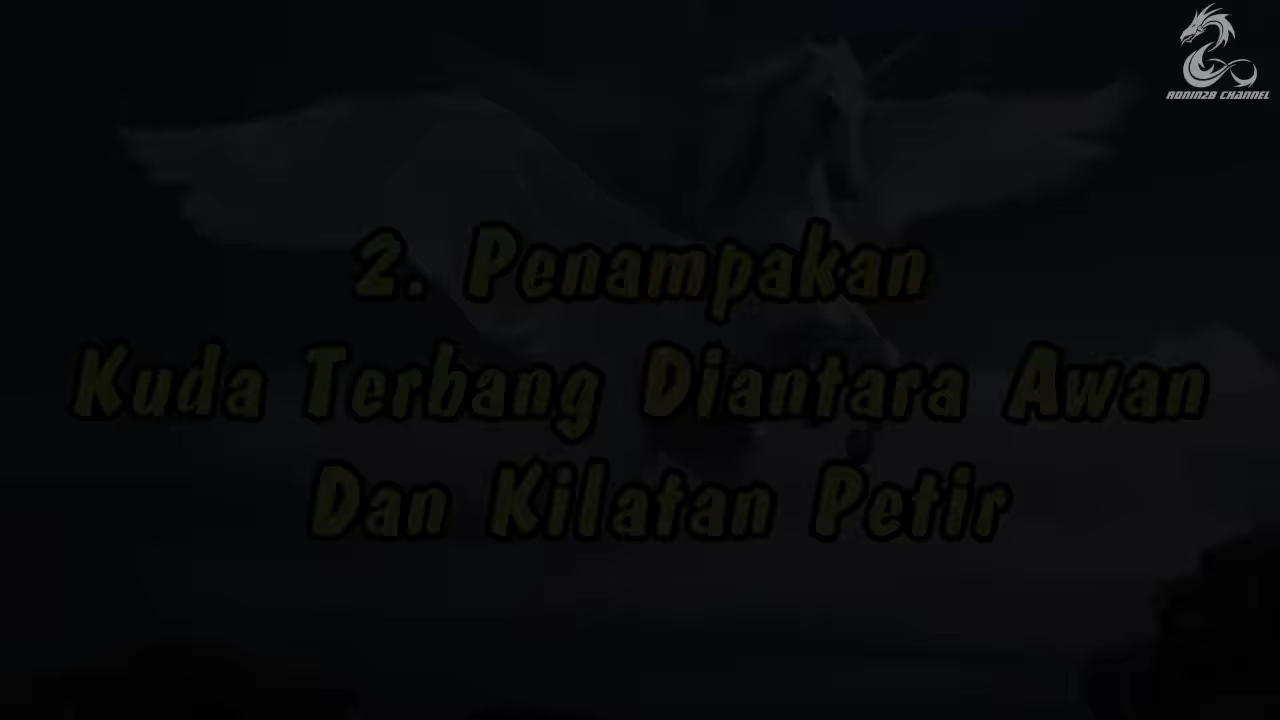 RONIN28 CHANNEL
2. Penampakan
Kuda Terbang Diantara Awan
Dan Kilatan Petir